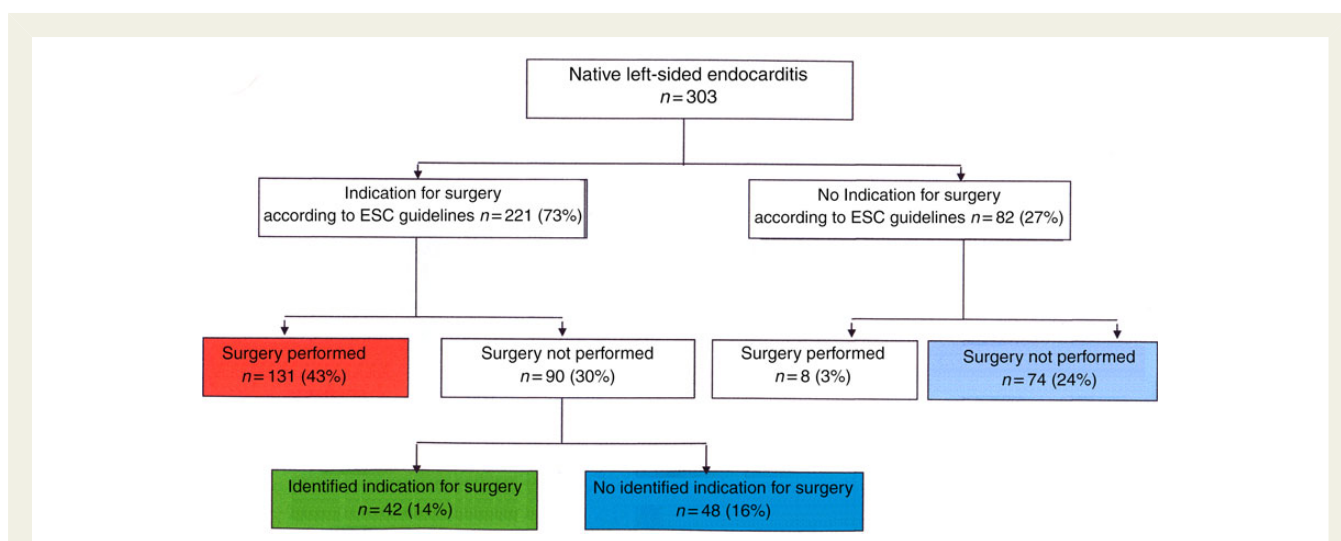 Native left-sided endocarditis
n=303
Indication for surgery
according to ESC guidelines n=221 (73%)
No Indication for surgery
according to ESC guidelines n=82 (27%)
Surgery performed
n=131 (43%)
Surgery not performed
n=90 (30%)
Surgery performed
n=8 (3%)
Surgery not performed
n=74 (24%)
Identified indication for surgery
n=42 (14%)
No identified indication for surgery
n=48 (16%)